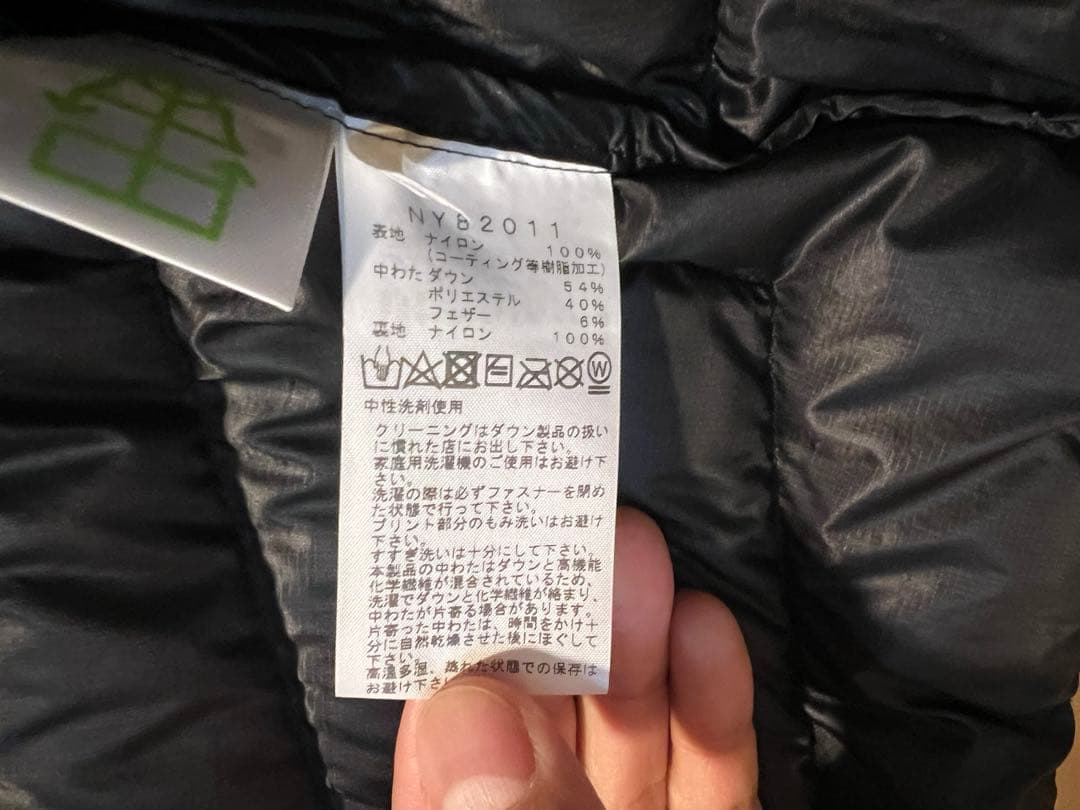 NY82011
表地 ナイロン 100%
(コーティング等樹脂加工)
中わた ダウン 54%
ポリエステル 40%
フェザー 6%
裏地 ナイロン 100%
W
中性洗剤使用
クリーニングはダウン製品の扱い
に慣れた店にお出し下さい。
家庭用洗濯機のご使用はお避け下
さい。
洗濯の際は必ずファスナーを閉め
た状態で行って下さい。
プリント部分のもみ洗いはお避け
下さい。
すすぎ洗いは十分にして下さい。
本製品の中わたはダウンと高機能
化学繊維が混合されているため、
洗濯でダウンと化学繊維が絡まり、
中わたが片寄る場合があります。
片寄った中わたは、時間をかけ十
分に自然乾燥させた後にほぐして
下さい。
高温多湿、蒸れた状態での保存は
お避け下さ